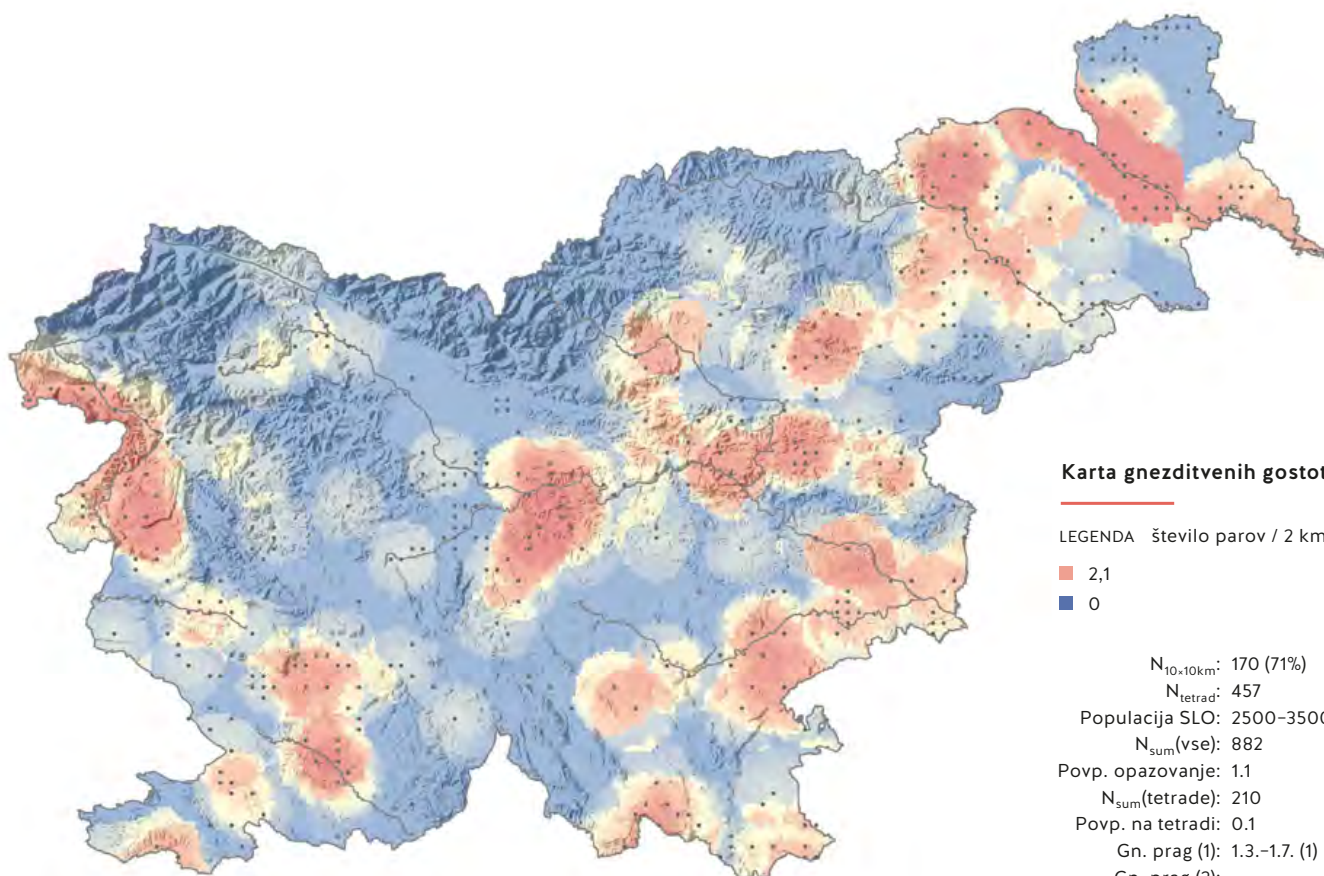 Karta gnezditvenih gostot
LEGENDA število parov / 2 km
2,1
0
N10×10km: 170 (71%)
Ntetrad: 457
Populacija SLO: 2500–3500
Nsum(vse): 882
Povp. opazovanje: 1.1
Nsum(tetrade): 210
Povp. na tetradi: 0.1
Gn. prag (1): 1.3.–1.7. (1)